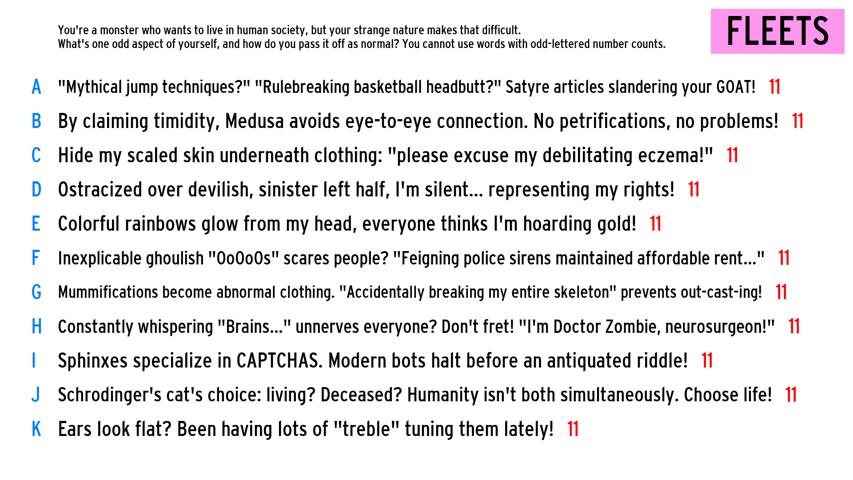 You're a monster who wants to live in human society, but your strange nature makes that difficult.
What's one odd aspect of yourself, and how do you pass it off as normal? You cannot use words with odd-lettered number counts.
FLEETS
A "Mythical jump techniques?" "Rulebreaking basketball headbutt?" Satyre articles slandering your GOAT! 11
B By claiming timidity, Medusa avoids eye-to-eye connection. No petrifications, no problems! 11
C Hide my scaled skin underneath clothing: "please excuse my debilitating eczema!" 11
D Ostracized over devilish, sinister left half, I'm silent... representing my rights! 11
E Colorful rainbows glow from my head, everyone thinks I'm hoarding gold! 11
F Inexplicable ghoulish "OoOoOs" scares people? "Feigning police sirens maintained affordable rent..." 11
G Mummifications become abnormal clothing. "Accidentally breaking my entire skeleton" prevents out-cast-ing! 11
H Constantly whispering "Brains..." unnerves everyone? Don't fret! "I'm Doctor Zombie, neurosurgeon!" 11
I Sphinxes specialize in CAPTCHAS. Modern bots halt before an antiquated riddle! 11
J Schrodinger's cat's choice: living? Deceased? Humanity isn't both simultaneously. Choose life! 11
K Ears look flat? Been having lots of "treble" tuning them lately! 11